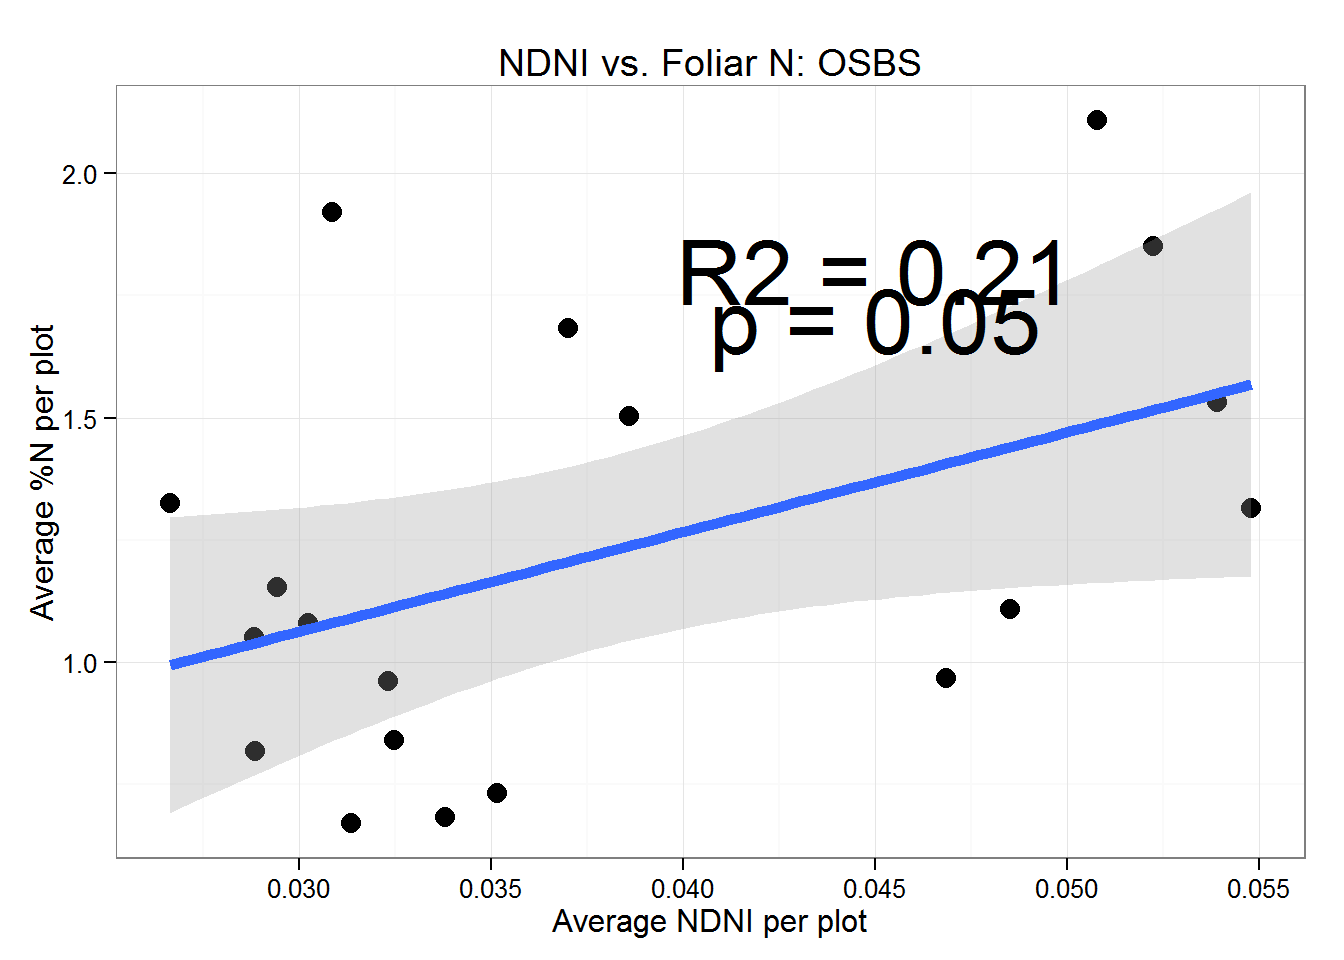 NDNI vs. Foliar N: OSBS
R2 = 0.21
p = 0.05
Average %N per plot
2.0
1.5
1.0
0.030 0.035 0.040 0.045 0.050 0.055
Average NDNI per plot